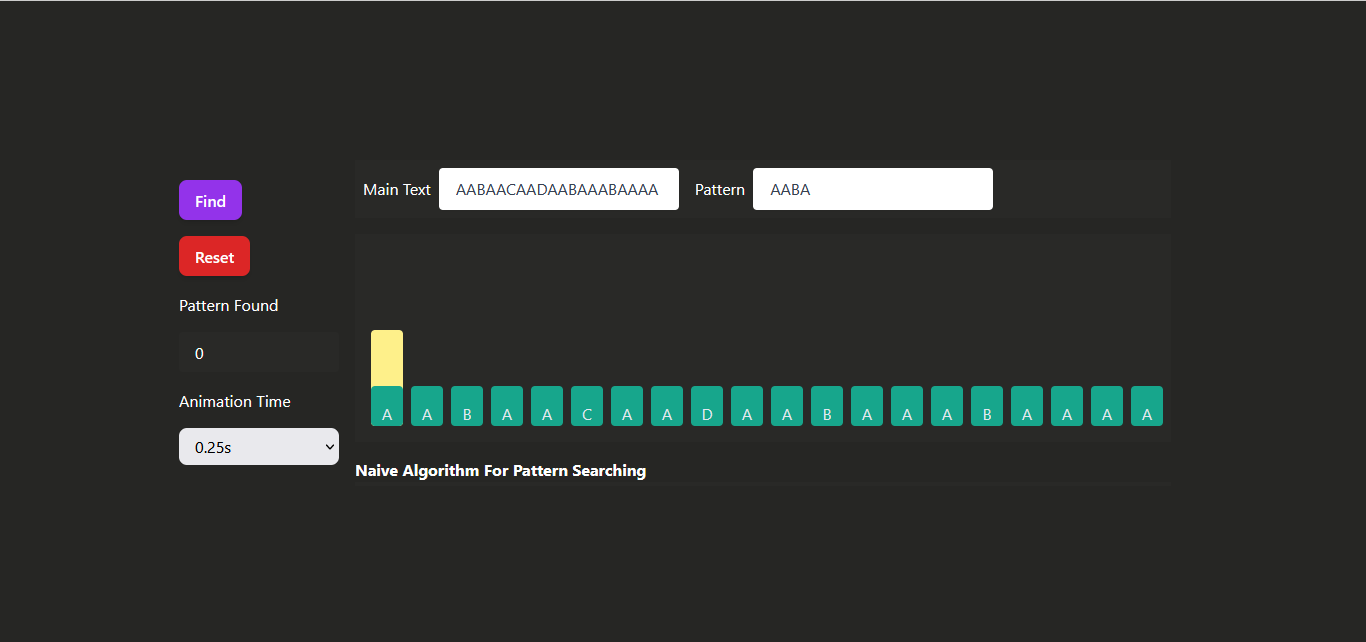 Find
Reset
Pattern Found
0
Animation Time
0.25s
Main Text AABAACAADAABAAABAAAA Pattern AABA
A A B A A C A A D A A B A A A B A A A A
Naive Algorithm For Pattern Searching